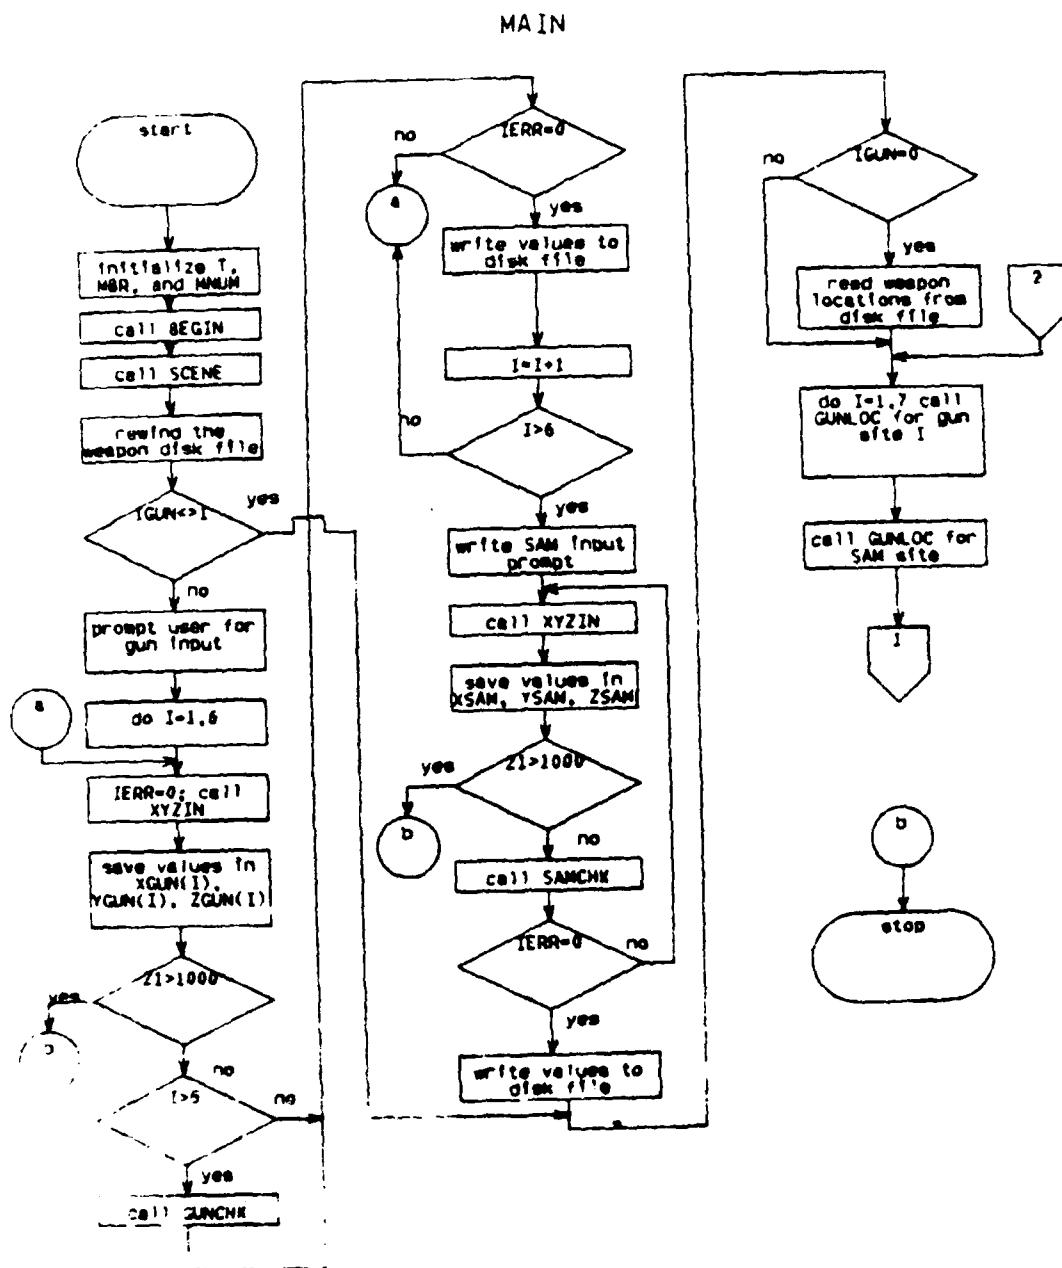 MAIN
start
initialize T,
MBR, and MNUM
call BEGIN
call SCENE
rewind the
weapon disk file
IGUN<>1
yes
no
prompt user for
gun input
a
do I=1,6
IERR=0; call
XYZIN
save values in
XGUN(I),
YGUN(I), ZGUN(I)
Z1>1000
yes
b
no
I>5
no
yes
call GUNCHK
IERR=0
no
a
yes
write values to
disk file
I=I+1
no
I>6
yes
write SAM input
prompt
call XYZIN
save values in
XSAM, YSAM, ZSAM
Z1>1000
yes
b
no
call SAMCHK
IERR=0
no
yes
write values to
disk file
IGUN=0
no
yes
read weapon
locations from
disk file
2
do I=1,7 call
GUNLOC for gun
site I
call GUNLOC for
SAM site
1
b
stop